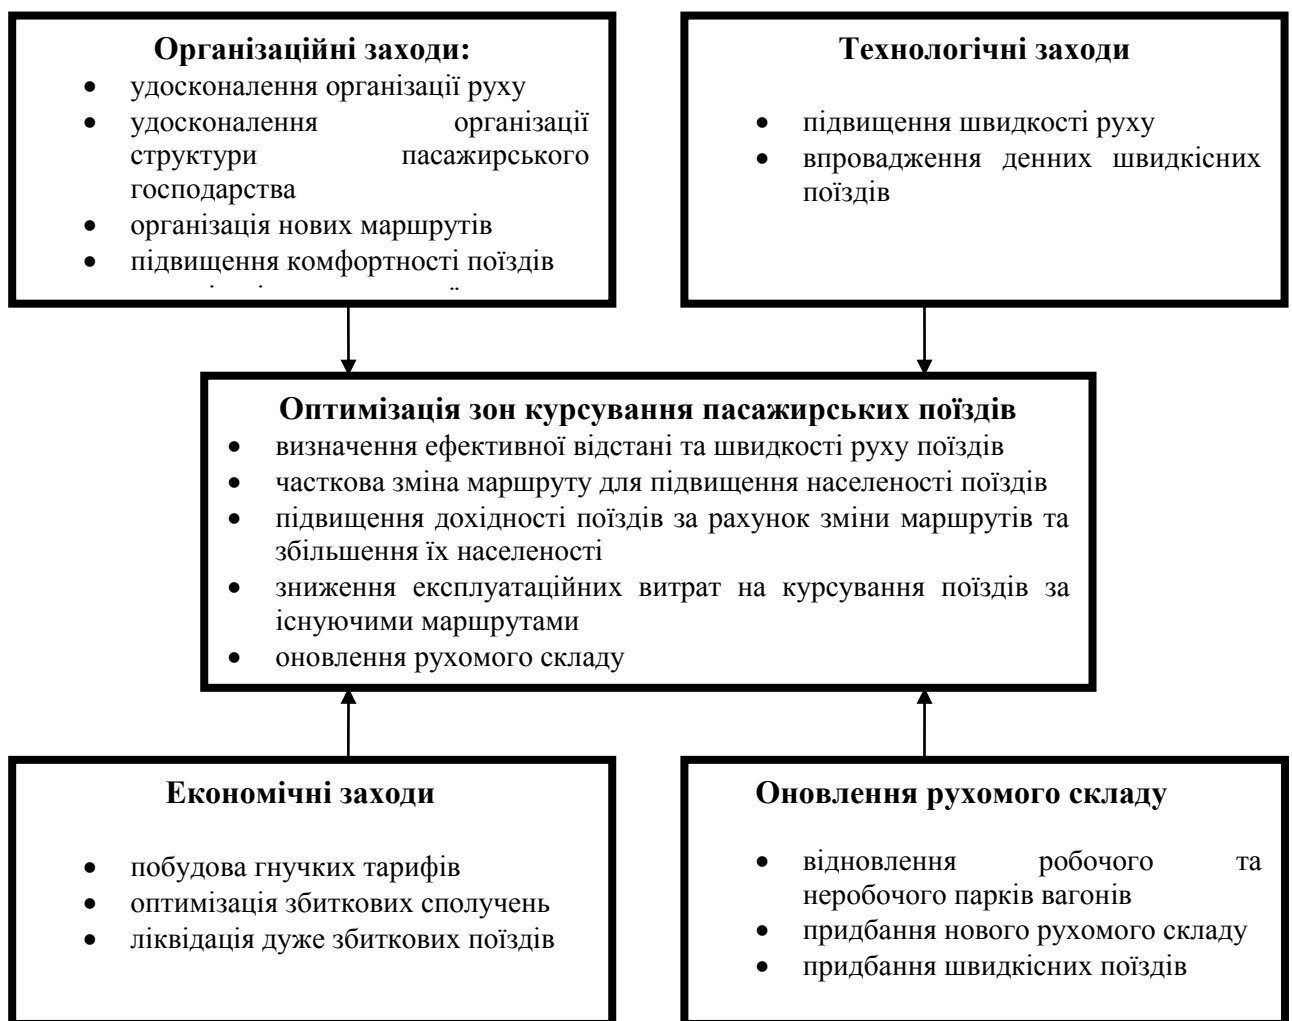 Організаційні заходи:
• удосконалення організації руху
• удосконалення організації
структури пасажирського
господарства
• організація нових маршрутів
• підвищення комфортності поїздів
Технологічні заходи
• підвищення швидкості руху
• впровадження денних швидкісних
поїздів
Оптимізація зон курсування пасажирських поїздів
• визначення ефективної відстані та швидкості руху поїздів
• часткова зміна маршруту для підвищення населеності поїздів
• підвищення дохідності поїздів за рахунок зміни маршрутів та
збільшення їх населеності
• зниження експлуатаційних витрат на курсування поїздів за
існуючими маршрутами
• оновлення рухомого складу
Економічні заходи
• побудова гнучких тарифів
• оптимізація збиткових сполучень
• ліквідація дуже збиткових поїздів
Оновлення рухомого складу
• відновлення робочого та
неробочого парків вагонів
• придбання нового рухомого складу
• придбання швидкісних поїздів